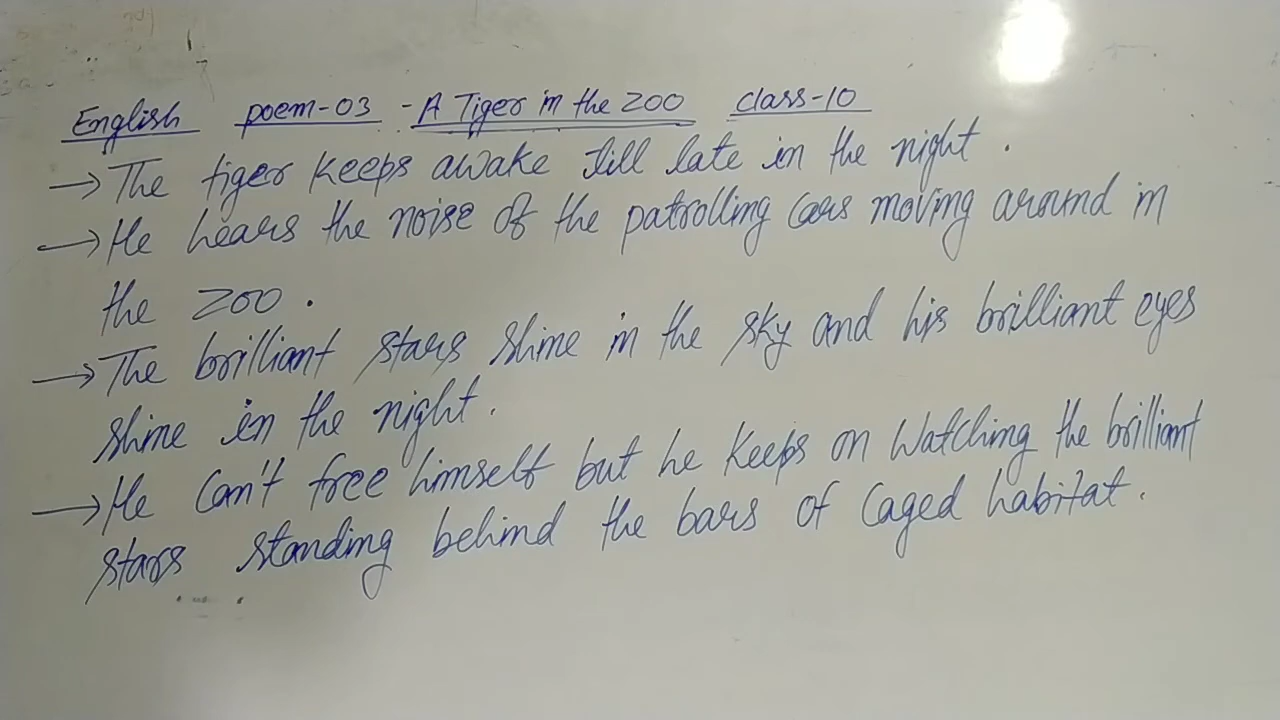 English poem-03 - A Tiger in the ZOO class-10
→ The tiger keeps awake till late in the night.
→ He hears the noise of the patrolling cars moving around in
the zoo.
→ The brilliant stars shine in the sky and his brilliant eyes
shine in the night.
→ He can't free himself but he keeps on watching the brilliant
stars standing behind the bars of caged habitat.